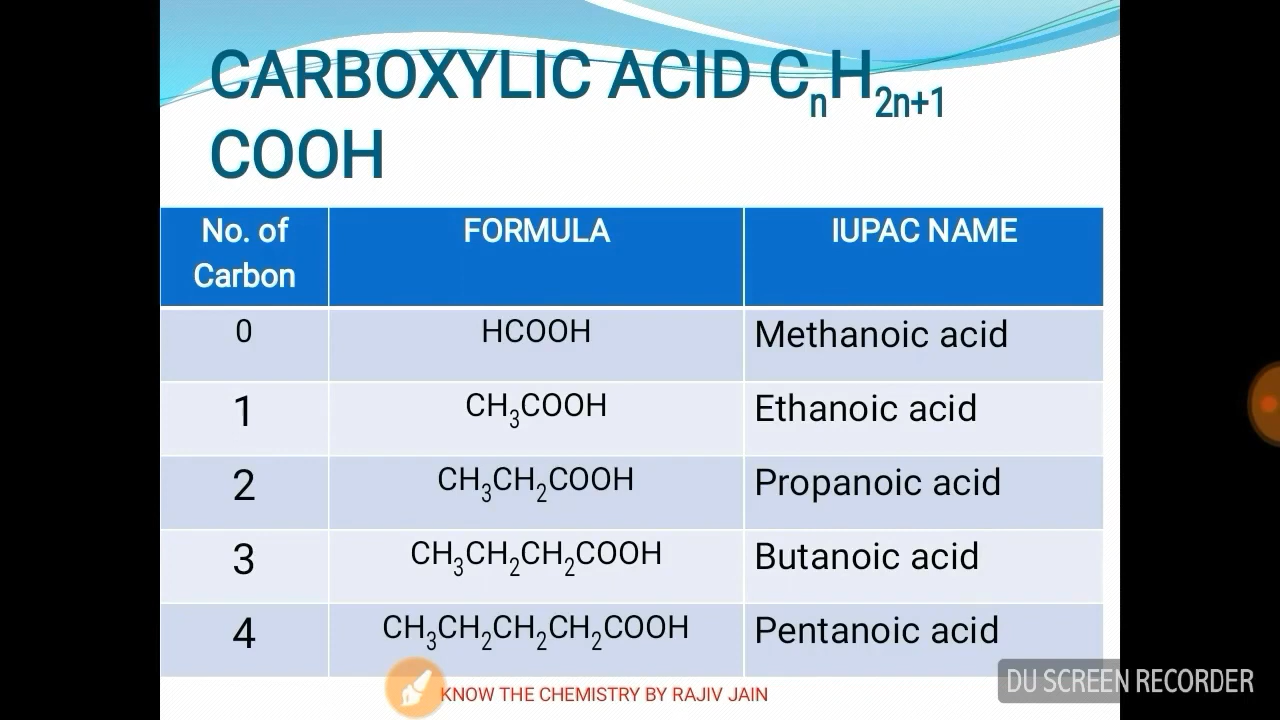 CARBOXYLIC ACID CₙH₂ₙ₊₁
COOH
No. of Carbon FORMULA IUPAC NAME
0 HCOOH Methanoic acid
1 CH₃COOH Ethanoic acid
2 CH₃CH₂COOH Propanoic acid
3 CH₃CH₂CH₂COOH Butanoic acid
4 CH₃CH₂CH₂CH₂COOH Pentanoic acid
KNOW THE CHEMISTRY BY RAJIV JAIN
DU SCREEN RECORDER